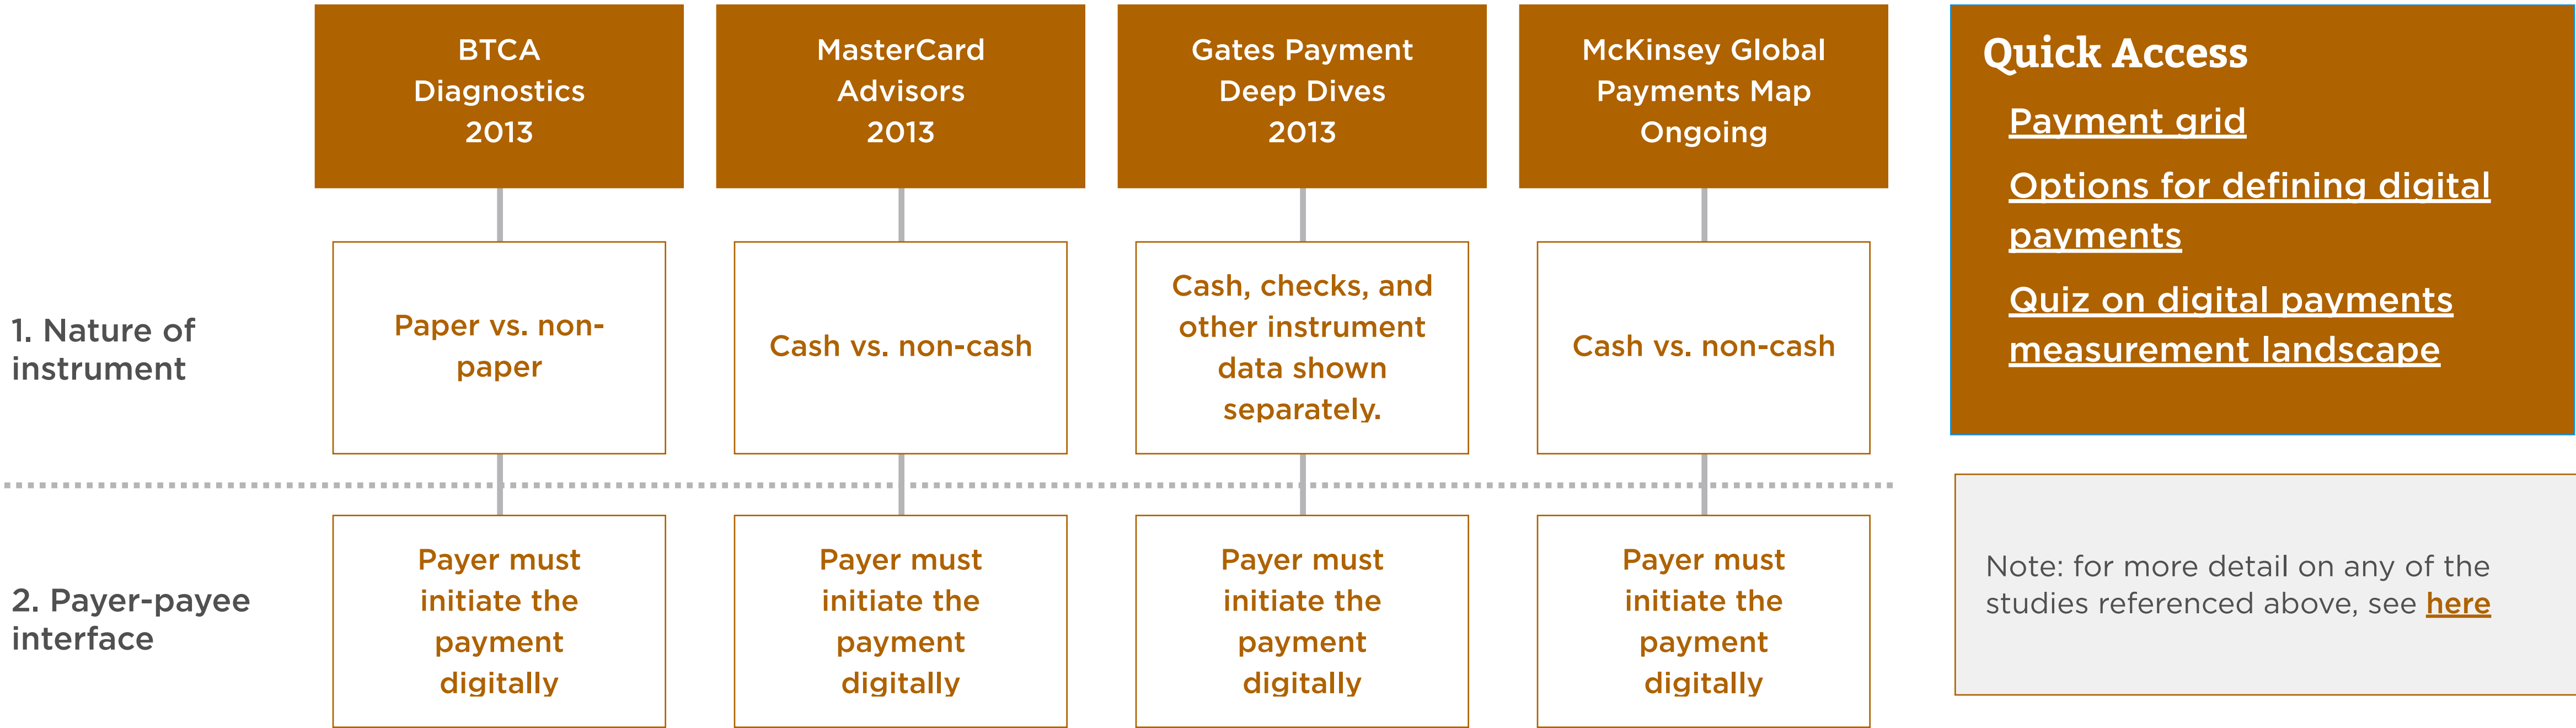 BTCA
Diagnostics
2013
MasterCard
Advisors
2013
Gates Payment
Deep Dives
2013
McKinsey Global
Payments Map
Ongoing
1. Nature of
instrument
Paper vs. non-
paper
Cash vs. non-cash
Cash, checks, and
other instrument
data shown
separately.
Cash vs. non-cash
2. Payer-payee
interface
Payer must
initiate the
payment
digitally
Payer must
initiate the
payment
digitally
Payer must
initiate the
payment
digitally
Payer must
initiate the
payment
digitally
Quick Access
Payment grid
Options for defining digital
payments
Quiz on digital payments
measurement landscape
Note: for more detail on any of the
studies referenced above, see here